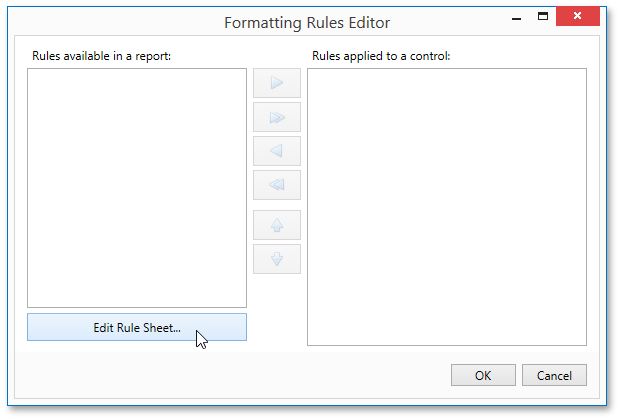 Formatting Rules Editor
Rules available in a report:
Rules applied to a control:
Edit Rule Sheet...
OK
Cancel